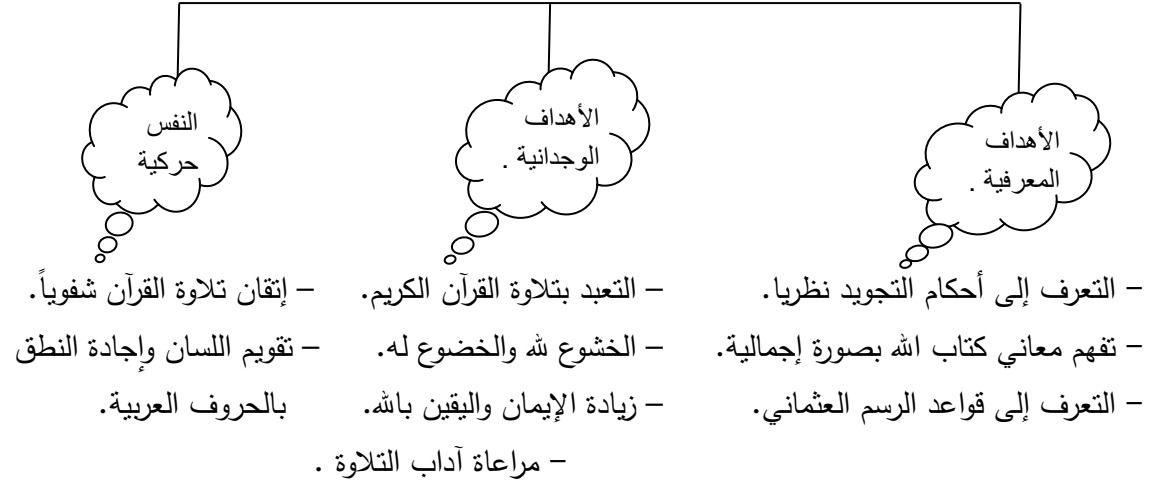 الأهداف
المعرفية .
الأهداف
الوجدانية .
النفس
حركية
– التعرف إلى أحكام التجويد نظريا.
– تفهم معاني كتاب الله بصورة إجمالية.
– التعرف إلى قواعد الرسم العثماني.
– التعبد بتلاوة القرآن الكريم.
– الخشوع لله والخضوع له.
– زيادة الإيمان واليقين بالله.
– مراعاة آداب التلاوة .
– إتقان تلاوة القرآن شفوياً.
– تقويم اللسان وإجادة النطق
بالحروف العربية.